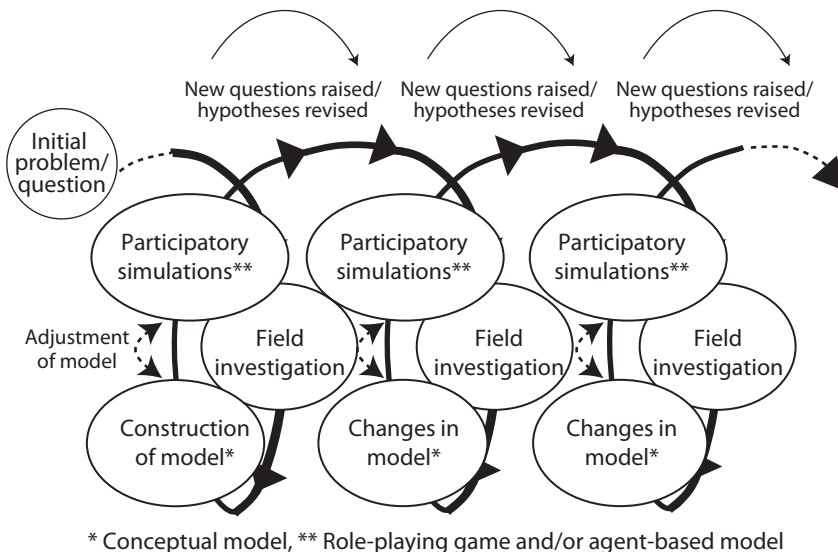 New questions raised/
hypotheses revised
New questions raised/
hypotheses revised
New questions raised/
hypotheses revised
Initial
problem/
question
Participatory
simulations**
Participatory
simulations**
Participatory
simulations**
Adjustment
of model
Field
investigation
Field
investigation
Field
investigation
Construction
of model*
Changes in
model*
Changes in
model*
* Conceptual model, ** Role-playing game and/or agent-based model